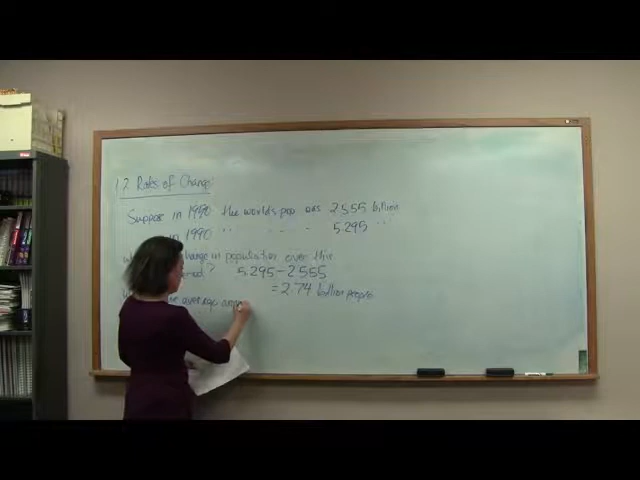 1.7 Rates of Change
Suppose in 1950 the world's pop was 2.555 billion
in 1990 " " " " " 5.295 " "
change in population over this
? 5.295 - 2.555
= 2.74 billion people
average